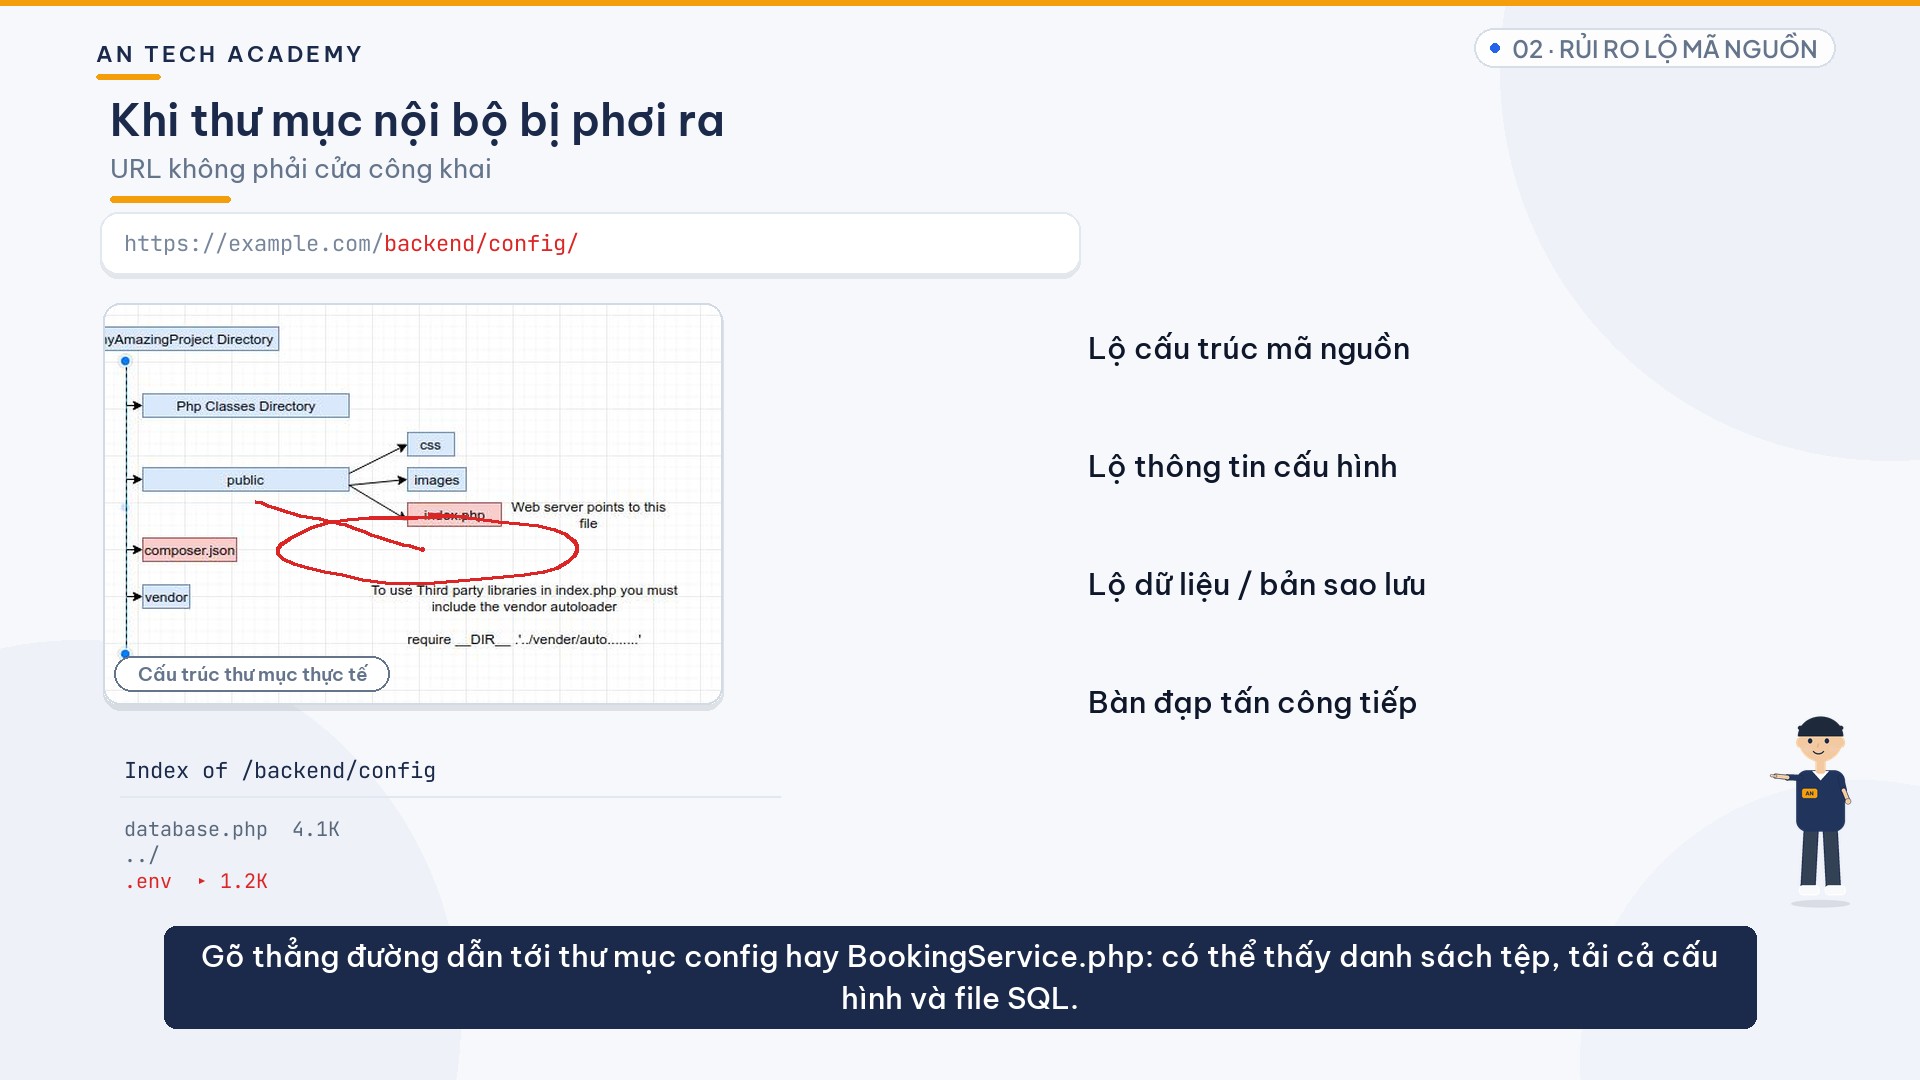 AN TECH ACADEMY
02 · RỦI RO LỘ MÃ NGUỒN
Khi thư mục nội bộ bị phơi ra
URL không phải cửa công khai
https://example.com/backend/config/
yAmazingProject Directory
Php Classes Directory
css
public
images
index.php
Web server points to this
file
composer.json
To use Third party libraries in index.php you must
include the vendor autoloader
vendor
require __DIR__ .'../vender/auto........'
Cấu trúc thư mục thực tế
Lộ cấu trúc mã nguồn
Lộ thông tin cấu hình
Lộ dữ liệu / bản sao lưu
Bàn đạp tấn công tiếp
Index of /backend/config
database.php 4.1K
../
.env ‣ 1.2K
AN
Gõ thẳng đường dẫn tới thư mục config hay BookingService.php: có thể thấy danh sách tệp, tải cả cấu
hình và file SQL.